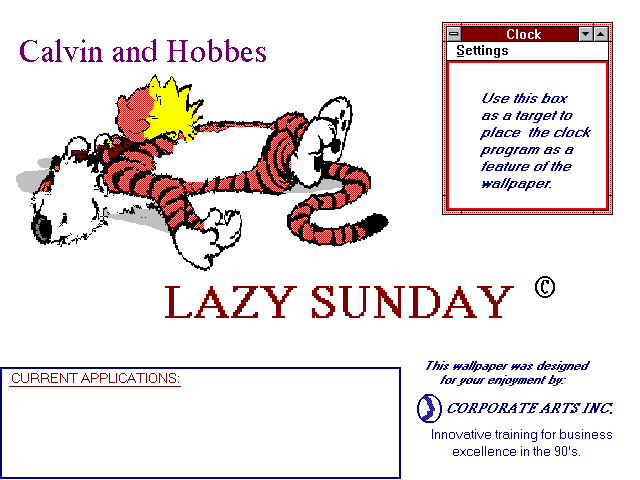 Calvin and Hobbes
Clock
Settings
Use this box
as a target to
place the clock
program as a
feature of the
wallpaper.
LAZY SUNDAY ©
CURRENT APPLICATIONS:
This wallpaper was designed
for your enjoyment by:
CORPORATE ARTS INC.
Innovative training for business
excellence in the 90's.